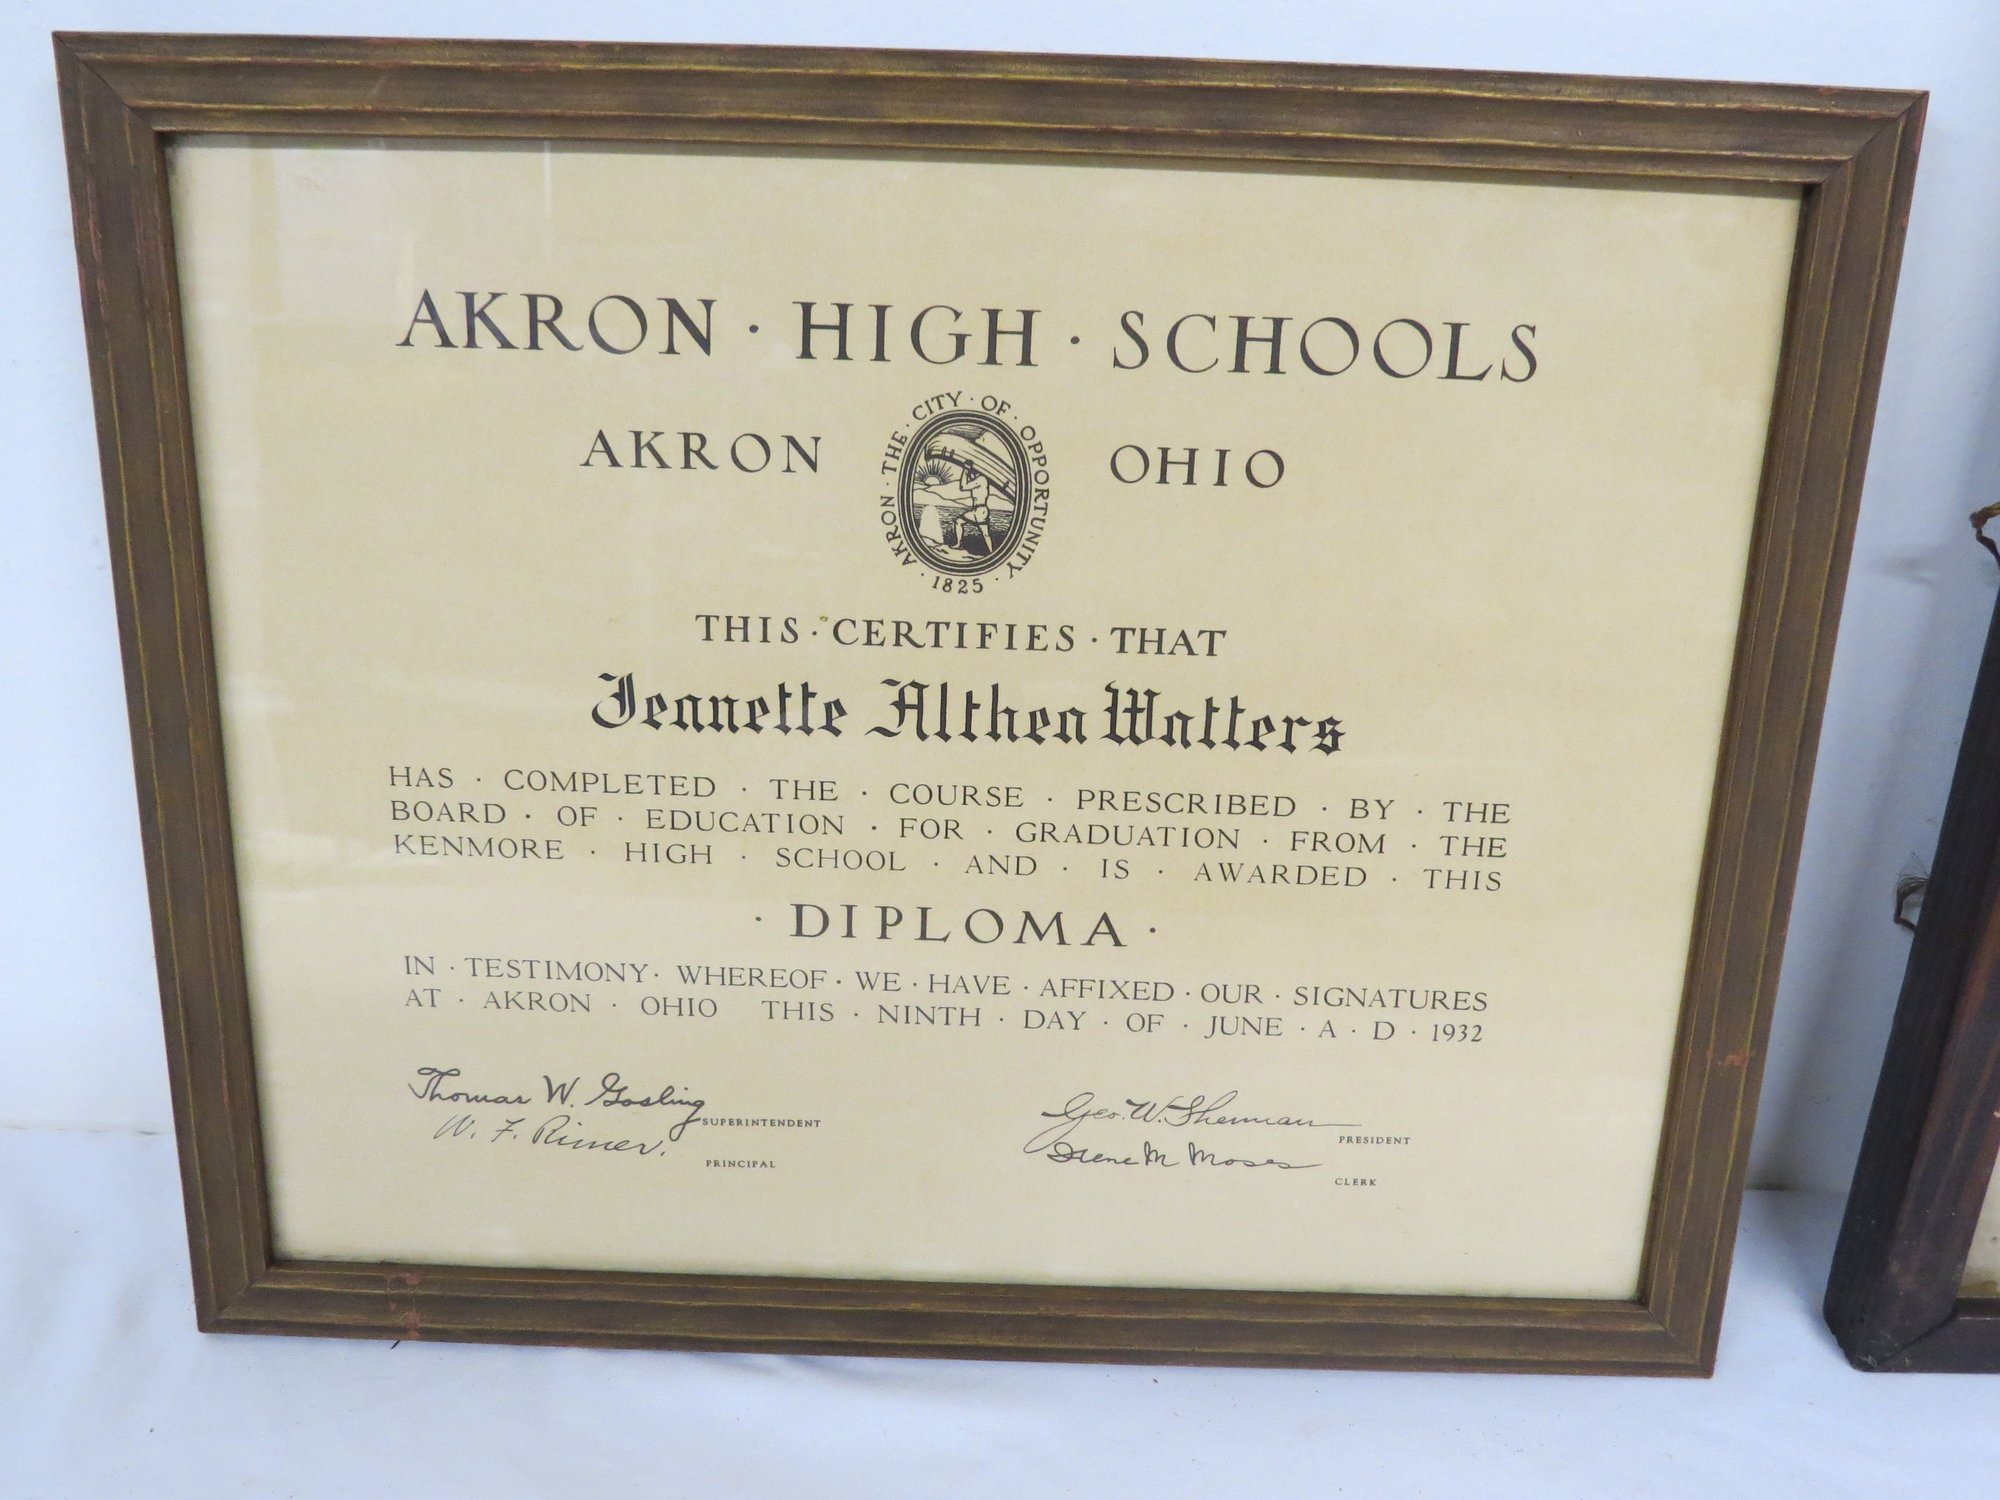 AKRON · HIGH · SCHOOLS
AKRON OHIO
AKRON · THE · CITY · OF · OPPORTUNITY · 1825 ·
THIS · CERTIFIES · THAT
Jeanette Althea Watters
HAS · COMPLETED · THE · COURSE · PRESCRIBED · BY · THE
BOARD · OF · EDUCATION · FOR · GRADUATION · FROM · THE
KENMORE · HIGH · SCHOOL · AND · IS · AWARDED · THIS
· DIPLOMA ·
IN · TESTIMONY · WHEREOF · WE · HAVE · AFFIXED · OUR · SIGNATURES
AT · AKRON · OHIO THIS · NINTH · DAY · OF · JUNE · A · D · 1932
Thomas W. Gosling SUPERINTENDENT
W. F. Rimer. PRINCIPAL
Geo. W. Sherman PRESIDENT
Irene M Moses CLERK